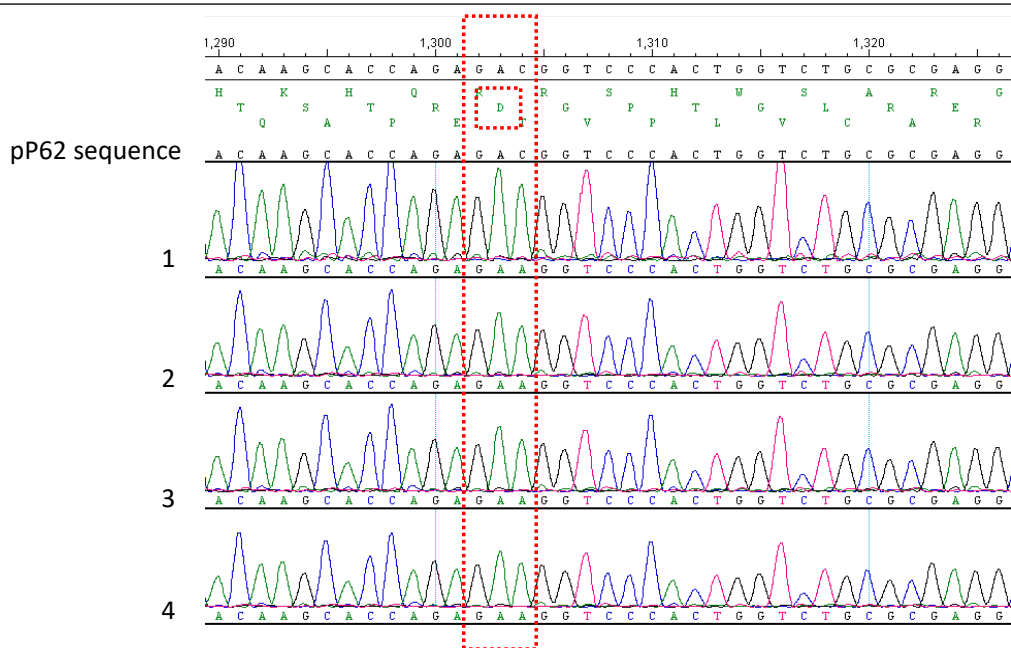 1,290 1,300 1,310 1,320
A C A A G C A C C A G A G A C G G T C C C A C T G G T C T G C G C G A G G
H K H Q R R S H W S A R G
T S T R D G P T G L R E
Q A P E T V P L V C A R
pP62 sequence A C A A G C A C C A G A G A C G G T C C C A C T G G T C T G C G C G A G G
1
A C A A G C A C C A G A G A A G G T C C C A C T G G T C T G C G C G A G G
2
A C A A G C A C C A G A G A A G G T C C C A C T G G T C T G C G C G A G G
3
A C A A G C A C C A G A G A A G G T C C C A C T G G T C T G C G C G A G G
4
A C A A G C A C C A G A G A A G G T C C C A C T G G T C T G C G C G A G G